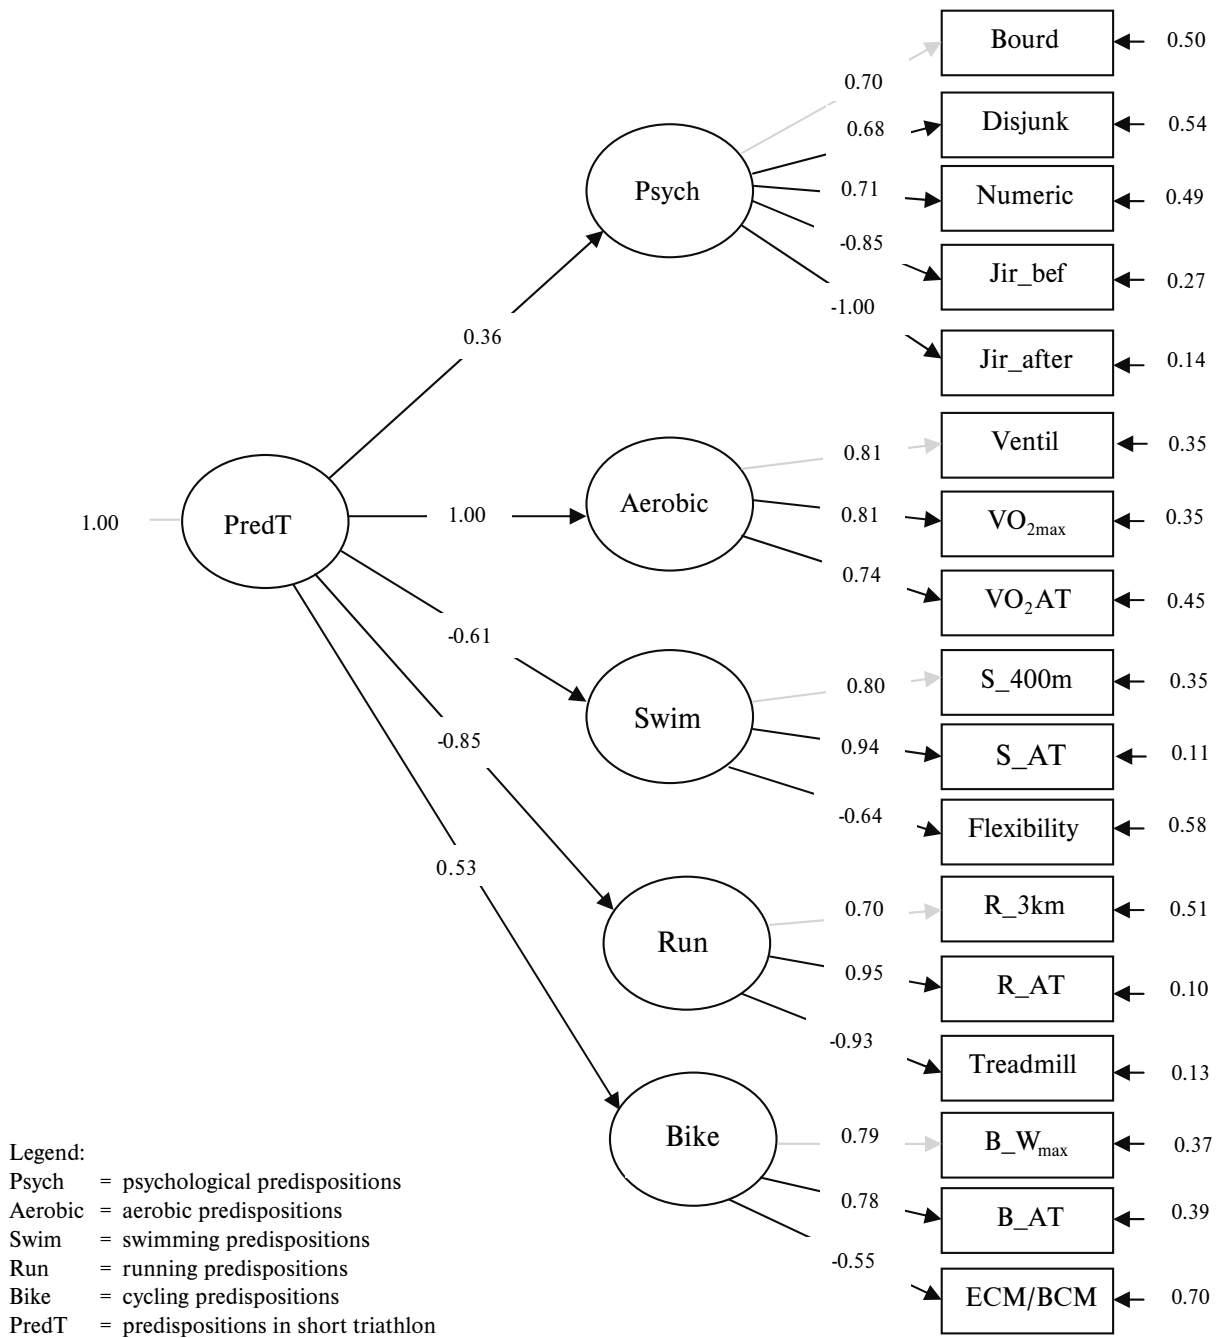 Bourd
0.50
0.70
Disjunk
0.54
0.68
Psych
0.71
Numeric
0.49
-0.85
Jir_bef
0.27
-1.00
0.36
Jir_after
0.14
Ventil
0.35
0.81
Aerobic
1.00
PredT
1.00
0.81
VO2max
0.35
0.74
VO2AT
0.45
-0.61
0.80
S_400m
0.35
Swim
-0.85
0.94
S_AT
0.11
-0.64
Flexibility
0.58
0.53
0.70
R_3km
0.51
Run
0.95
R_AT
0.10
-0.93
Treadmill
0.13
Bike
0.79
B_Wmax
0.37
0.78
B_AT
0.39
-0.55
ECM/BCM
0.70
Legend:
Psych = psychological predispositions
Aerobic = aerobic predispositions
Swim = swimming predispositions
Run = running predispositions
Bike = cycling predispositions
PredT = predispositions in short triathlon